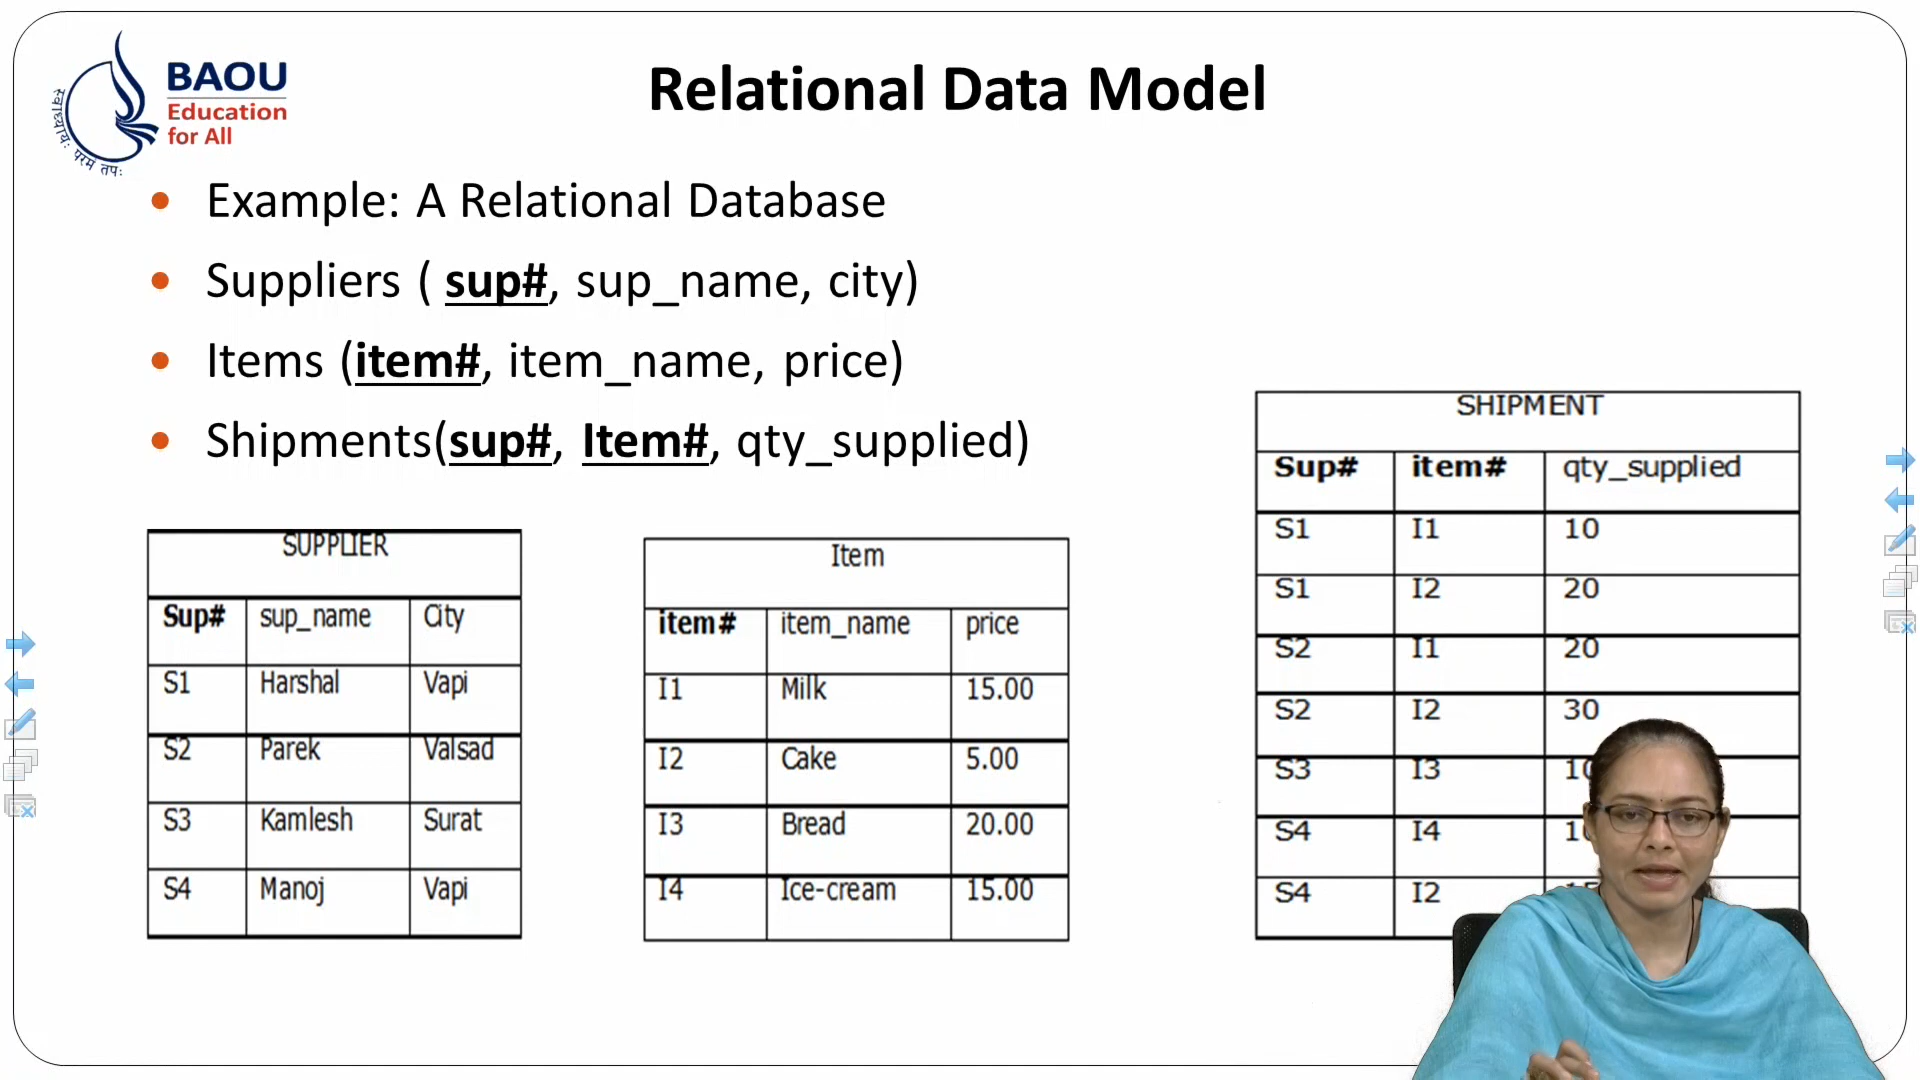 BAOU
Education
for All
स्वाध्यायः परमं तपः
Relational Data Model
Example: A Relational Database
Suppliers ( sup#, sup_name, city)
Items (item#, item_name, price)
Shipments(sup#, Item#, qty_supplied)
SUPPLIER
Sup# sup_name City
S1 Harshal Vapi
S2 Parek Valsad
S3 Kamlesh Surat
S4 Manoj Vapi
Item
item# item_name price
I1 Milk 15.00
I2 Cake 5.00
I3 Bread 20.00
I4 Ice-cream 15.00
SHIPMENT
Sup# item# qty_supplied
S1 I1 10
S1 I2 20
S2 I1 20
S2 I2 30
S3 I3
S4 I4
S4 I2